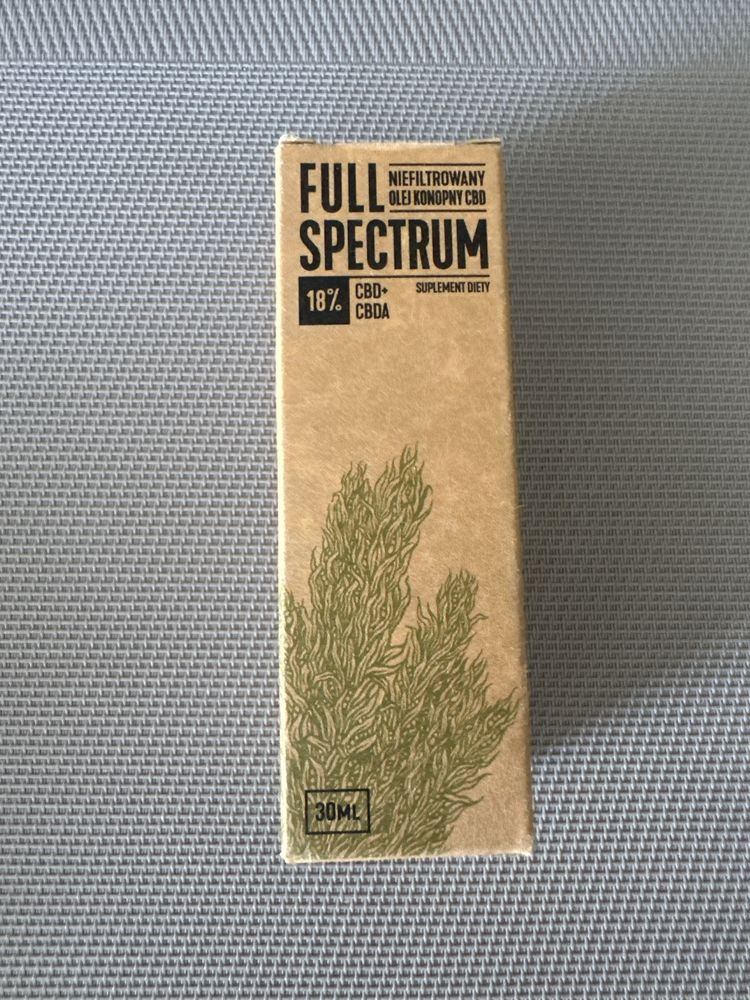 FULL NIEFILTROWANY
OLEJ KONOPNY CBD
SPECTRUM
18% CBD+ SUPLEMENT DIETY
CBDA
30ML